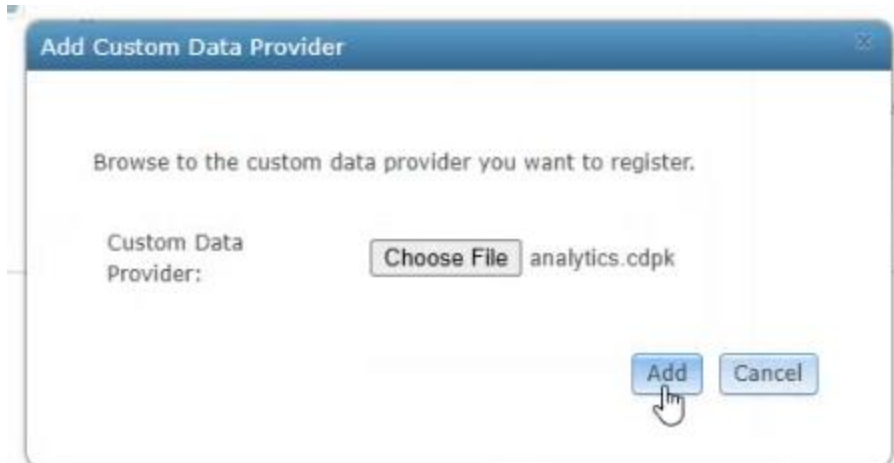 Add Custom Data Provider
Browse to the custom data provider you want to register.
Custom Data
Provider:
Choose File analytics.cdpk
Add Cancel